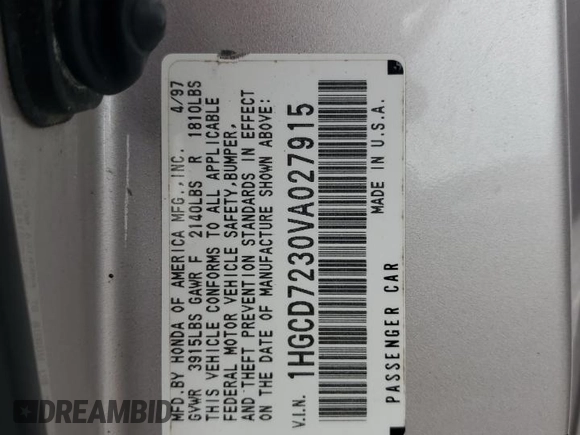 MFD.BY HONDA OF AMERICA MFG.,INC. 4/97
GVWR 3915LBS GAWR F 2140LBS R 1810LBS
THIS VEHICLE CONFORMS TO ALL APPLICABLE
FEDERAL MOTOR VEHICLE SAFETY,BUMPER,
AND THEFT PREVENTION STANDARDS IN EFFECT
ON THE DATE OF MANUFACTURE SHOWN ABOVE:
V.I.N. 1HGCD7230VA027915
PASSENGER CAR MADE IN U.S.A.
DREAMBID